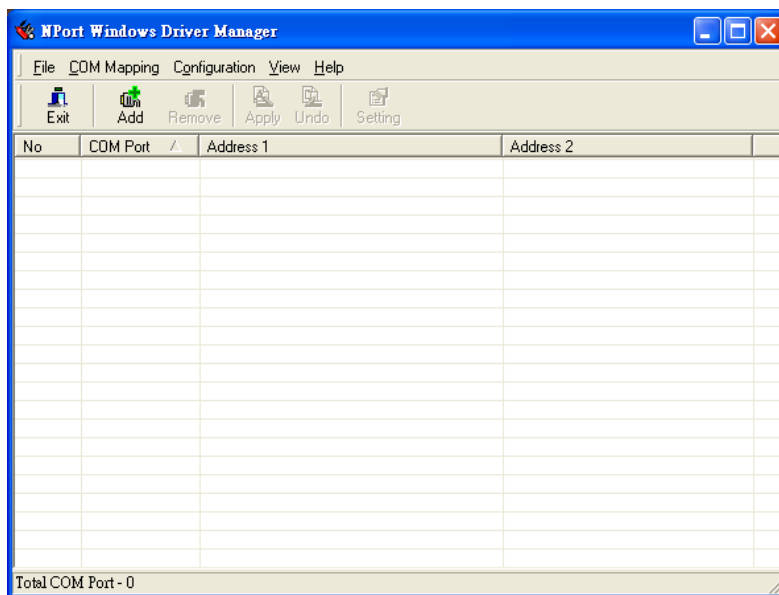 NPort Windows Driver Manager
File COM Mapping Configuration View Help
Exit Add Remove Apply Undo Setting
No COM Port Address 1 Address 2
Total COM Port - 0